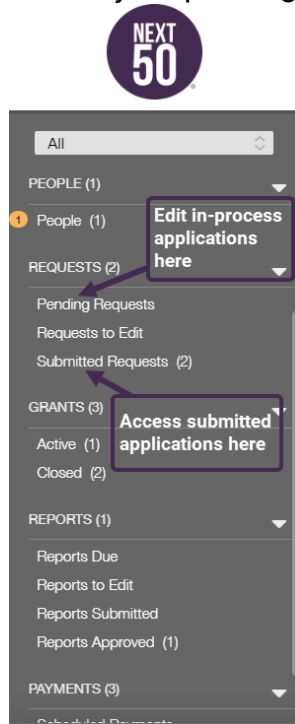 NEXT
50
All
PEOPLE (1)
1 People (1)
Edit in-process
applications
here
REQUESTS (2)
Pending Requests
Requests to Edit
Submitted Requests (2)
GRANTS (3)
Access submitted
applications here
Active (1)
Closed (2)
REPORTS (1)
Reports Due
Reports to Edit
Reports Submitted
Reports Approved (1)
PAYMENTS (3)
Scheduled Payments